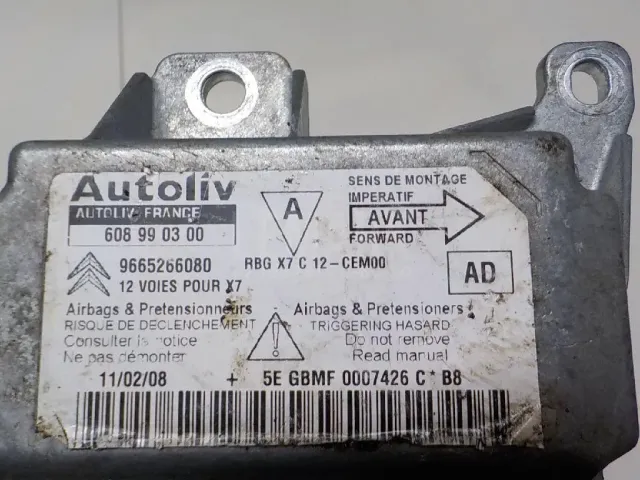 Autoliv
AUTOLIV FRANCE
608 99 03 00
A
SENS DE MONTAGE
IMPERATIF
AVANT
FORWARD
9665266080
RBG X7 C 12-CEM00
12 VOIES POUR X7
AD
Airbags & Pretensionneurs
RISQUE DE DECLENCHEMENT
Consulter la notice
Ne pas démonter
!
Airbags & Pretensioners
TRIGGERING HASARD
Do not remove
Read manual
11/02/08 + 5E GBMF 0007426 C * B8